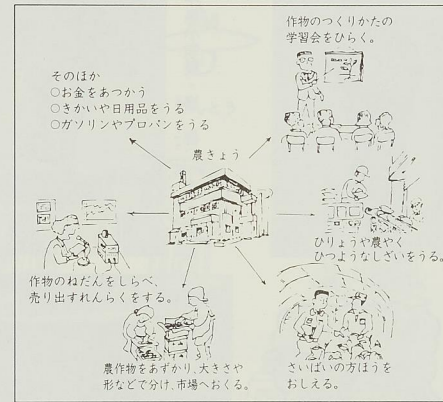 作物のつくりかたの
学習会をひらく。
そのほか
○お金をあつかう
○きかいや日用品をうる
○ガソリンやプロパンをうる
農きょう
ひりょうや農やく
ひつようなしざいをうる。
作物のねだんをしらべ、
売り出すれんらくをする。
農作物をあずかり、大きさや
形などで分け、市場へおくる。
さいばいの方ほうを
おしえる。